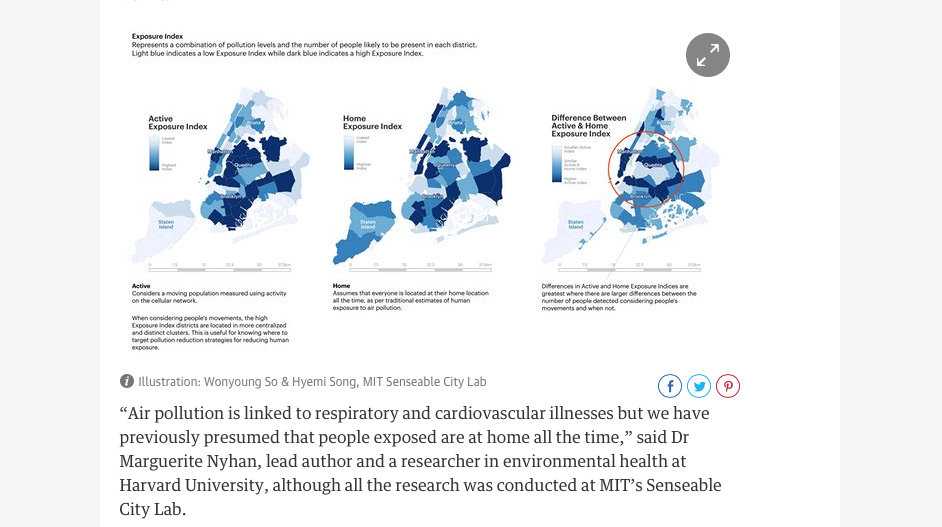 Exposure Index
Represents a combination of pollution levels and the number of people likely to be present in each district.
Light blue indicates a low Exposure Index while dark blue indicates a high Exposure Index.
Active
Exposure Index
Lowest
Index
Highest
Index
Bronx
Manhattan
Queens
Brooklyn
Staten
Island
0 7.5 15 22.5 30 37.5km
Home
Exposure Index
Lowest
Index
Highest
Index
Bronx
Manhattan
Queens
Brooklyn
Staten
Island
0 7.5 15 22.5 30 37.5km
Difference Between
Active & Home
Exposure Index
Smaller Active
Index
Similar
Active &
Home Index
Higher
Active Index
Bronx
Manhattan
Queens
Brooklyn
Staten
Island
0 7.5 15 22.5 30 37.5km
Active
Considers a moving population measured using activity
on the cellular network.
When considering people's movements, the high
Exposure Index districts are located in more centralized
and distinct clusters. This is useful for knowing where to
target pollution reduction strategies for reducing human
exposure.
Home
Assumes that everyone is located at their home location
all the time, as per traditional estimates of human
exposure to air pollution.
Differences in Active and Home Exposure Indices are
greatest where there are larger differences between the
number of people detected considering people's
movements and when not.
Illustration: Wonyoung So & Hyemi Song, MIT Senseable City Lab
“Air pollution is linked to respiratory and cardiovascular illnesses but we have
previously presumed that people exposed are at home all the time,” said Dr
Marguerite Nyhan, lead author and a researcher in environmental health at
Harvard University, although all the research was conducted at MIT’s Senseable
City Lab.